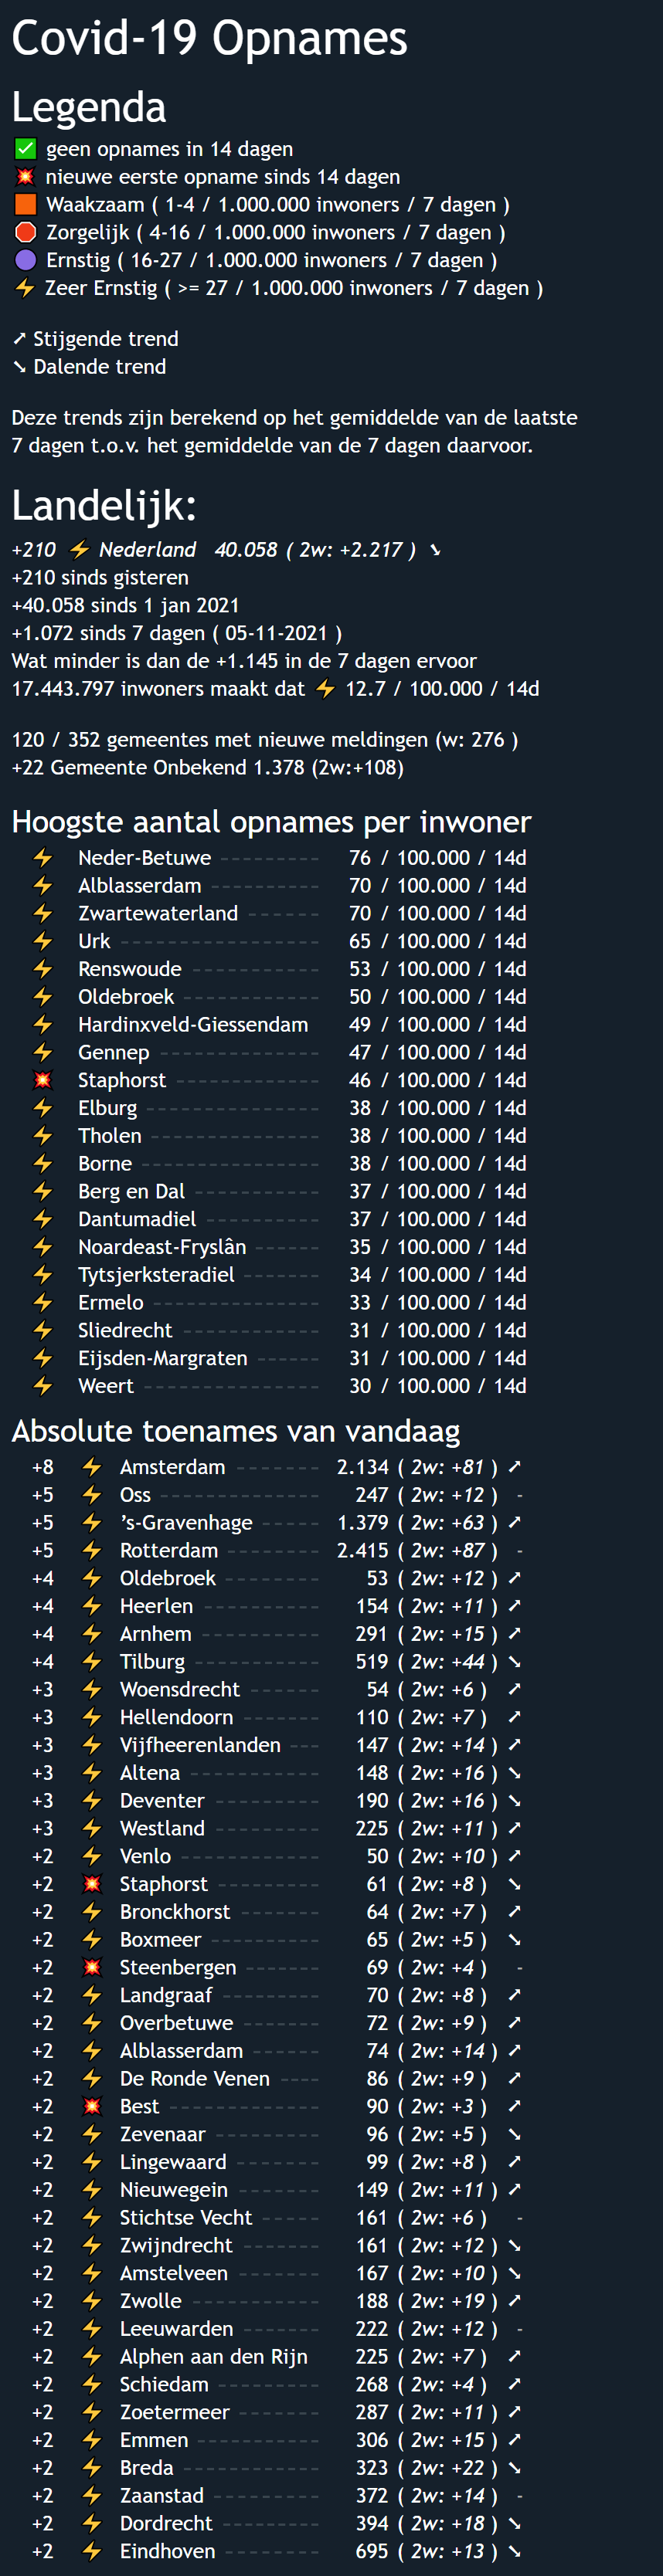 Covid-19 Opnames
Legenda
✅ geen opnames in 14 dagen
💥 nieuwe eerste opname sinds 14 dagen
🟧 Waakzaam ( 1-4 / 1.000.000 inwoners / 7 dagen )
🛑 Zorgelijk ( 4-16 / 1.000.000 inwoners / 7 dagen )
🟣 Ernstig ( 16-27 / 1.000.000 inwoners / 7 dagen )
⚡ Zeer Ernstig ( >= 27 / 1.000.000 inwoners / 7 dagen )
➚ Stijgende trend
➘ Dalende trend
Deze trends zijn berekend op het gemiddelde van de laatste
7 dagen t.o.v. het gemiddelde van de 7 dagen daarvoor.
Landelijk:
+210 ⚡ Nederland 40.058 ( 2w: +2.217 ) ➘
+210 sinds gisteren
+40.058 sinds 1 jan 2021
+1.072 sinds 7 dagen ( 05-11-2021 )
Wat minder is dan de +1.145 in de 7 dagen ervoor
17.443.797 inwoners maakt dat ⚡ 12.7 / 100.000 / 14d
120 / 352 gemeentes met nieuwe meldingen (w: 276 )
+22 Gemeente Onbekend 1.378 (2w:+108)
Hoogste aantal opnames per inwoner
⚡ Neder-Betuwe --------- 76 / 100.000 / 14d
⚡ Alblasserdam ---------- 70 / 100.000 / 14d
⚡ Zwartewaterland ------ 70 / 100.000 / 14d
⚡ Urk ----------------- 65 / 100.000 / 14d
⚡ Renswoude ----------- 53 / 100.000 / 14d
⚡ Oldebroek ------------ 50 / 100.000 / 14d
⚡ Hardinxveld-Giessendam 49 / 100.000 / 14d
⚡ Gennep -------------- 47 / 100.000 / 14d
💥 Staphorst ------------ 46 / 100.000 / 14d
⚡ Elburg --------------- 38 / 100.000 / 14d
⚡ Tholen --------------- 38 / 100.000 / 14d
⚡ Borne --------------- 38 / 100.000 / 14d
⚡ Berg en Dal ----------- 37 / 100.000 / 14d
⚡ Dantumadiel ---------- 37 / 100.000 / 14d
⚡ Noardeast-Fryslân ----- 35 / 100.000 / 14d
⚡ Tytsjerksteradiel ------- 34 / 100.000 / 14d
⚡ Ermelo -------------- 33 / 100.000 / 14d
⚡ Sliedrecht ------------ 31 / 100.000 / 14d
⚡ Eijsden-Margraten ----- 31 / 100.000 / 14d
⚡ Weert --------------- 30 / 100.000 / 14d
Absolute toenames van vandaag
+8 ⚡ Amsterdam ------- 2.134 ( 2w: +81 ) ➚
+5 ⚡ Oss -------------- 247 ( 2w: +12 ) -
+5 ⚡ ’s-Gravenhage ----- 1.379 ( 2w: +63 ) ➚
+5 ⚡ Rotterdam -------- 2.415 ( 2w: +87 ) -
+4 ⚡ Oldebroek -------- 53 ( 2w: +12 ) ➚
+4 ⚡ Heerlen ---------- 154 ( 2w: +11 ) ➚
+4 ⚡ Arnhem ---------- 291 ( 2w: +15 ) ➚
+4 ⚡ Tilburg ----------- 519 ( 2w: +44 ) ➘
+3 ⚡ Woensdrecht ------ 54 ( 2w: +6 ) ➚
+3 ⚡ Hellendoorn ------- 110 ( 2w: +7 ) ➚
+3 ⚡ Vijfheerenlanden --- 147 ( 2w: +14 ) ➚
+3 ⚡ Altena ----------- 148 ( 2w: +16 ) ➘
+3 ⚡ Deventer --------- 190 ( 2w: +16 ) ➘
+3 ⚡ Westland --------- 225 ( 2w: +11 ) ➚
+2 ⚡ Venlo ------------ 50 ( 2w: +10 ) ➚
+2 💥 Staphorst --------- 61 ( 2w: +8 ) ➘
+2 ⚡ Bronckhorst ------- 64 ( 2w: +7 ) ➚
+2 ⚡ Boxmeer --------- 65 ( 2w: +5 ) ➘
+2 💥 Steenbergen ------ 69 ( 2w: +4 ) -
+2 ⚡ Landgraaf -------- 70 ( 2w: +8 ) ➚
+2 ⚡ Overbetuwe ------- 72 ( 2w: +9 ) ➚
+2 ⚡ Alblasserdam ------ 74 ( 2w: +14 ) ➚
+2 ⚡ De Ronde Venen ---- 86 ( 2w: +9 ) ➚
+2 💥 Best ------------- 90 ( 2w: +3 ) ➚
+2 ⚡ Zevenaar --------- 96 ( 2w: +5 ) ➘
+2 ⚡ Lingewaard ------- 99 ( 2w: +8 ) ➚
+2 ⚡ Nieuwegein ------- 149 ( 2w: +11 ) ➚
+2 ⚡ Stichtse Vecht ----- 161 ( 2w: +6 ) -
+2 ⚡ Zwijndrecht ------- 161 ( 2w: +12 ) ➘
+2 ⚡ Amstelveen ------- 167 ( 2w: +10 ) ➘
+2 ⚡ Zwolle ----------- 188 ( 2w: +19 ) ➚
+2 ⚡ Leeuwarden ------- 222 ( 2w: +12 ) -
+2 ⚡ Alphen aan den Rijn 225 ( 2w: +7 ) ➚
+2 ⚡ Schiedam --------- 268 ( 2w: +4 ) ➚
+2 ⚡ Zoetermeer ------- 287 ( 2w: +11 ) ➚
+2 ⚡ Emmen ---------- 306 ( 2w: +15 ) ➚
+2 ⚡ Breda ------------ 323 ( 2w: +22 ) ➘
+2 ⚡ Zaanstad --------- 372 ( 2w: +14 ) -
+2 ⚡ Dordrecht -------- 394 ( 2w: +18 ) ➘
+2 ⚡ Eindhoven -------- 695 ( 2w: +13 ) ➘